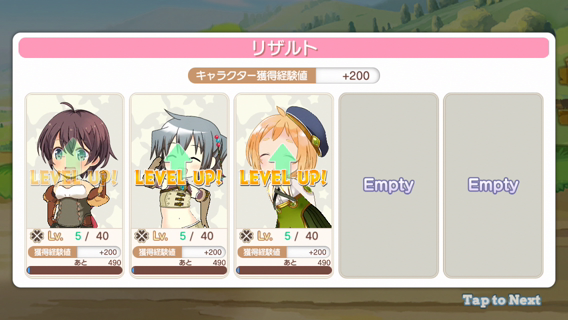 リザルト
キャラクター獲得経験値 +200
LEVEL UP! LEVEL UP! LEVEL UP!
Empty Empty
Lv. 5 / 40 Lv. 5 / 40 Lv. 5 / 40
獲得経験値 +200 獲得経験値 +200 獲得経験値 +200
あと 490 あと 490 あと 490
Tap to Next